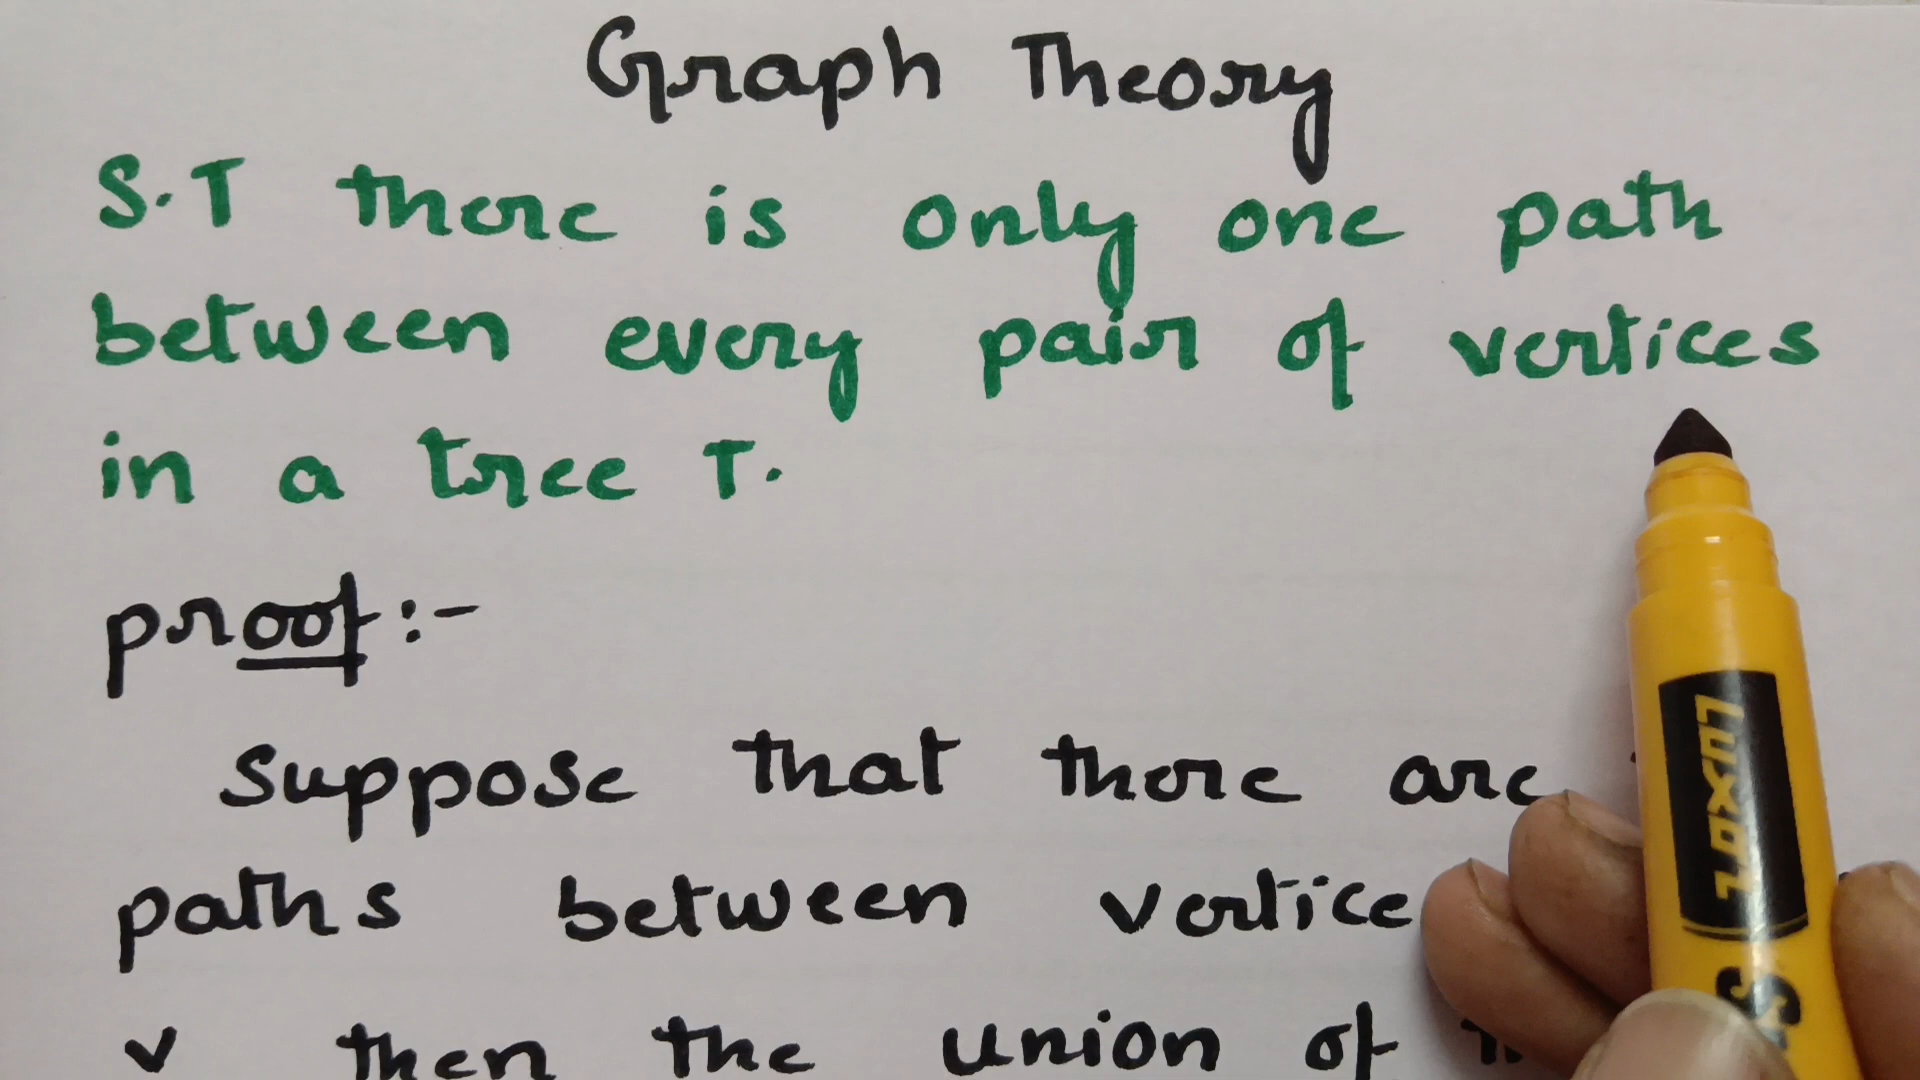 Graph Theory
S.T there is only one path
between every pair of vertices
in a tree T.
proof:-
Suppose that there are
paths between vertice
v then the union of
LUXOR